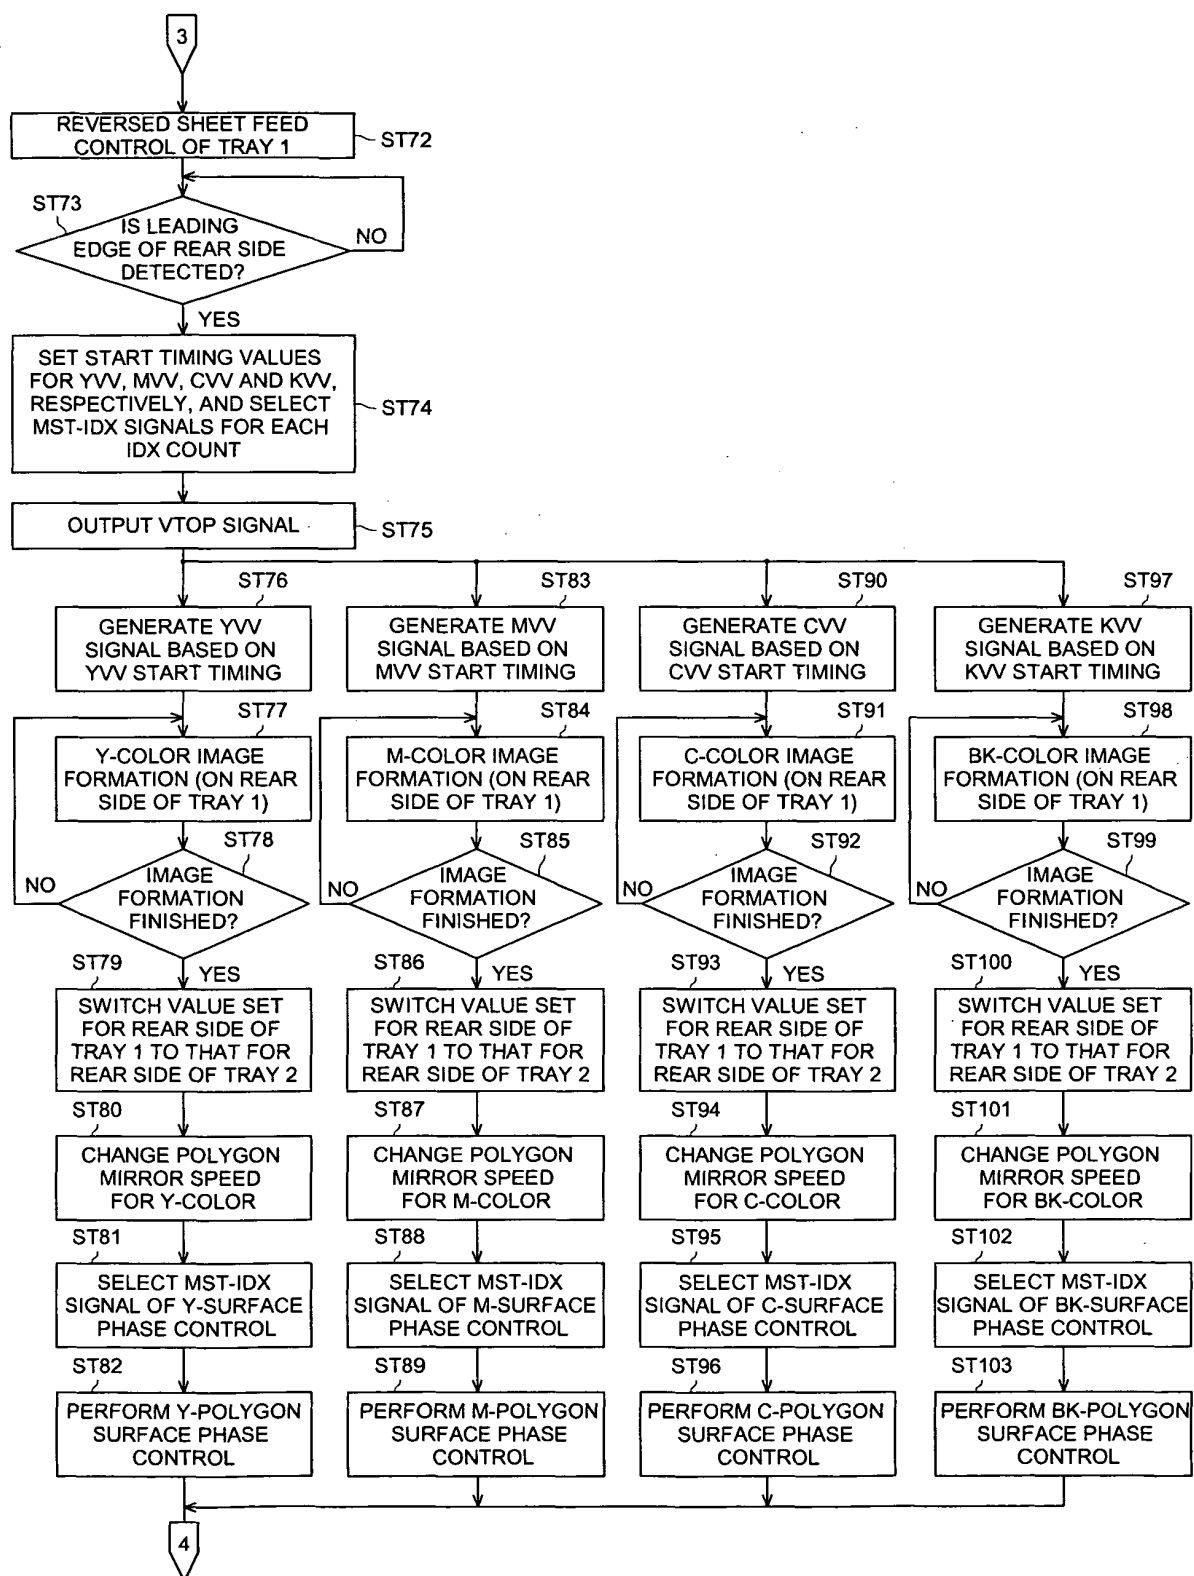 3
REVERSED SHEET FEED
CONTROL OF TRAY 1
ST72
ST73
IS LEADING
EDGE OF REAR SIDE
DETECTED?
NO
YES
SET START TIMING VALUES
FOR YVV, MVV, CVV AND KVV,
RESPECTIVELY, AND SELECT
MST-IDX SIGNALS FOR EACH
IDX COUNT
ST74
OUTPUT VTOP SIGNAL
ST75
ST76
GENERATE YVV
SIGNAL BASED ON
YVV START TIMING
ST77
Y-COLOR IMAGE
FORMATION (ON REAR
SIDE OF TRAY 1)
ST78
IMAGE
FORMATION
FINISHED?
NO
YES
ST79
SWITCH VALUE SET
FOR REAR SIDE OF
TRAY 1 TO THAT FOR
REAR SIDE OF TRAY 2
ST80
CHANGE POLYGON
MIRROR SPEED
FOR Y-COLOR
ST81
SELECT MST-IDX
SIGNAL OF Y-SURFACE
PHASE CONTROL
ST82
PERFORM Y-POLYGON
SURFACE PHASE
CONTROL
ST83
GENERATE MVV
SIGNAL BASED ON
MVV START TIMING
ST84
M-COLOR IMAGE
FORMATION (ON REAR
SIDE OF TRAY 1)
ST85
IMAGE
FORMATION
FINISHED?
NO
YES
ST86
SWITCH VALUE SET
FOR REAR SIDE OF
TRAY 1 TO THAT FOR
REAR SIDE OF TRAY 2
ST87
CHANGE POLYGON
MIRROR SPEED
FOR M-COLOR
ST88
SELECT MST-IDX
SIGNAL OF M-SURFACE
PHASE CONTROL
ST89
PERFORM M-POLYGON
SURFACE PHASE
CONTROL
ST90
GENERATE CVV
SIGNAL BASED ON
CVV START TIMING
ST91
C-COLOR IMAGE
FORMATION (ON REAR
SIDE OF TRAY 1)
ST92
IMAGE
FORMATION
FINISHED?
NO
YES
ST93
SWITCH VALUE SET
FOR REAR SIDE OF
TRAY 1 TO THAT FOR
REAR SIDE OF TRAY 2
ST94
CHANGE POLYGON
MIRROR SPEED
FOR C-COLOR
ST95
SELECT MST-IDX
SIGNAL OF C-SURFACE
PHASE CONTROL
ST96
PERFORM C-POLYGON
SURFACE PHASE
CONTROL
ST97
GENERATE KVV
SIGNAL BASED ON
KVV START TIMING
ST98
BK-COLOR IMAGE
FORMATION (ON REAR
SIDE OF TRAY 1)
ST99
IMAGE
FORMATION
FINISHED?
NO
YES
ST100
SWITCH VALUE SET
FOR REAR SIDE OF
TRAY 1 TO THAT FOR
REAR SIDE OF TRAY 2
ST101
CHANGE POLYGON
MIRROR SPEED
FOR BK-COLOR
ST102
SELECT MST-IDX
SIGNAL OF BK-SURFACE
PHASE CONTROL
ST103
PERFORM BK-POLYGON
SURFACE PHASE
CONTROL
4